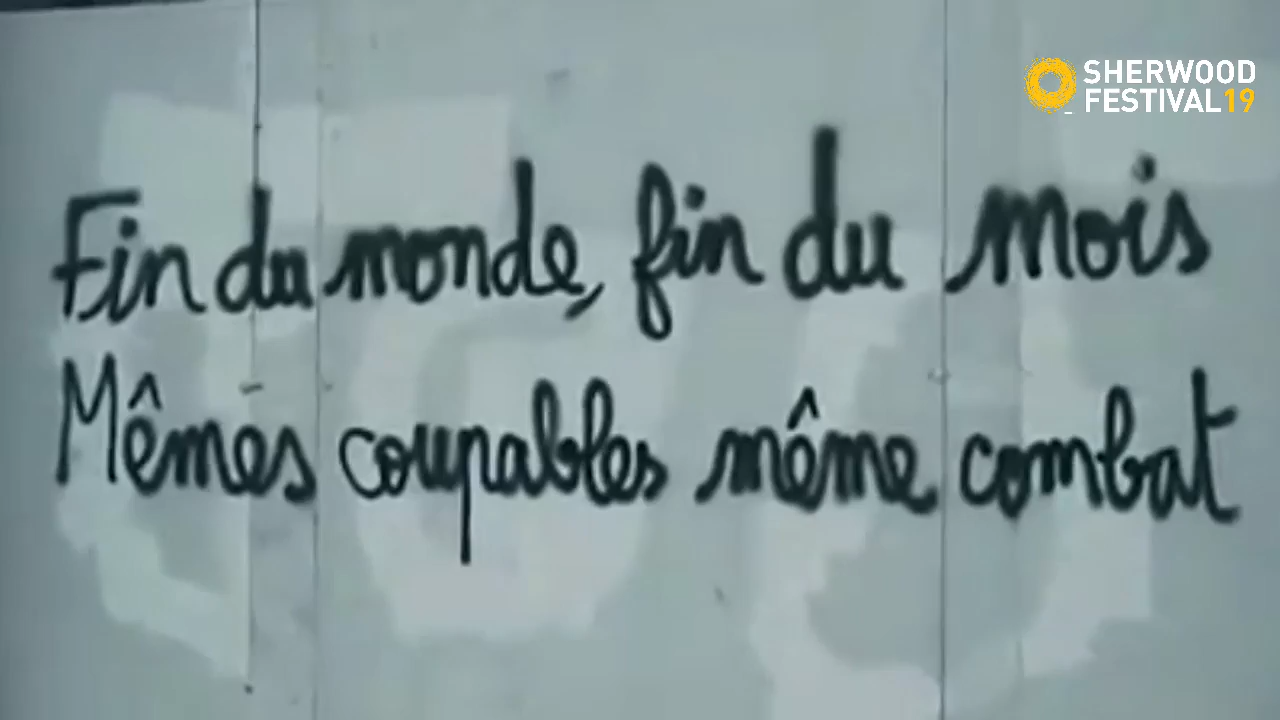 SHERWOOD
FESTIVAL19
Fin du monde, fin du mois
Mêmes coupables même combat